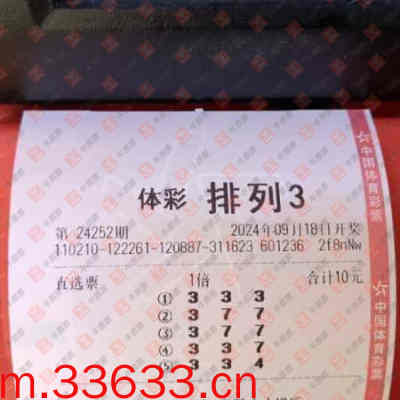 体彩 排列3
第 24252期 2024年09月18日开奖
110210-122261-120887-311623 601236 2f8nNw
直选票 1倍 合计10元
① 3 3 3
② 3 7 7
③ 3 7 7
④ 3 3 7
⑤ 3 3 4
中国体育彩票
中国体育彩票
m.33633.cn